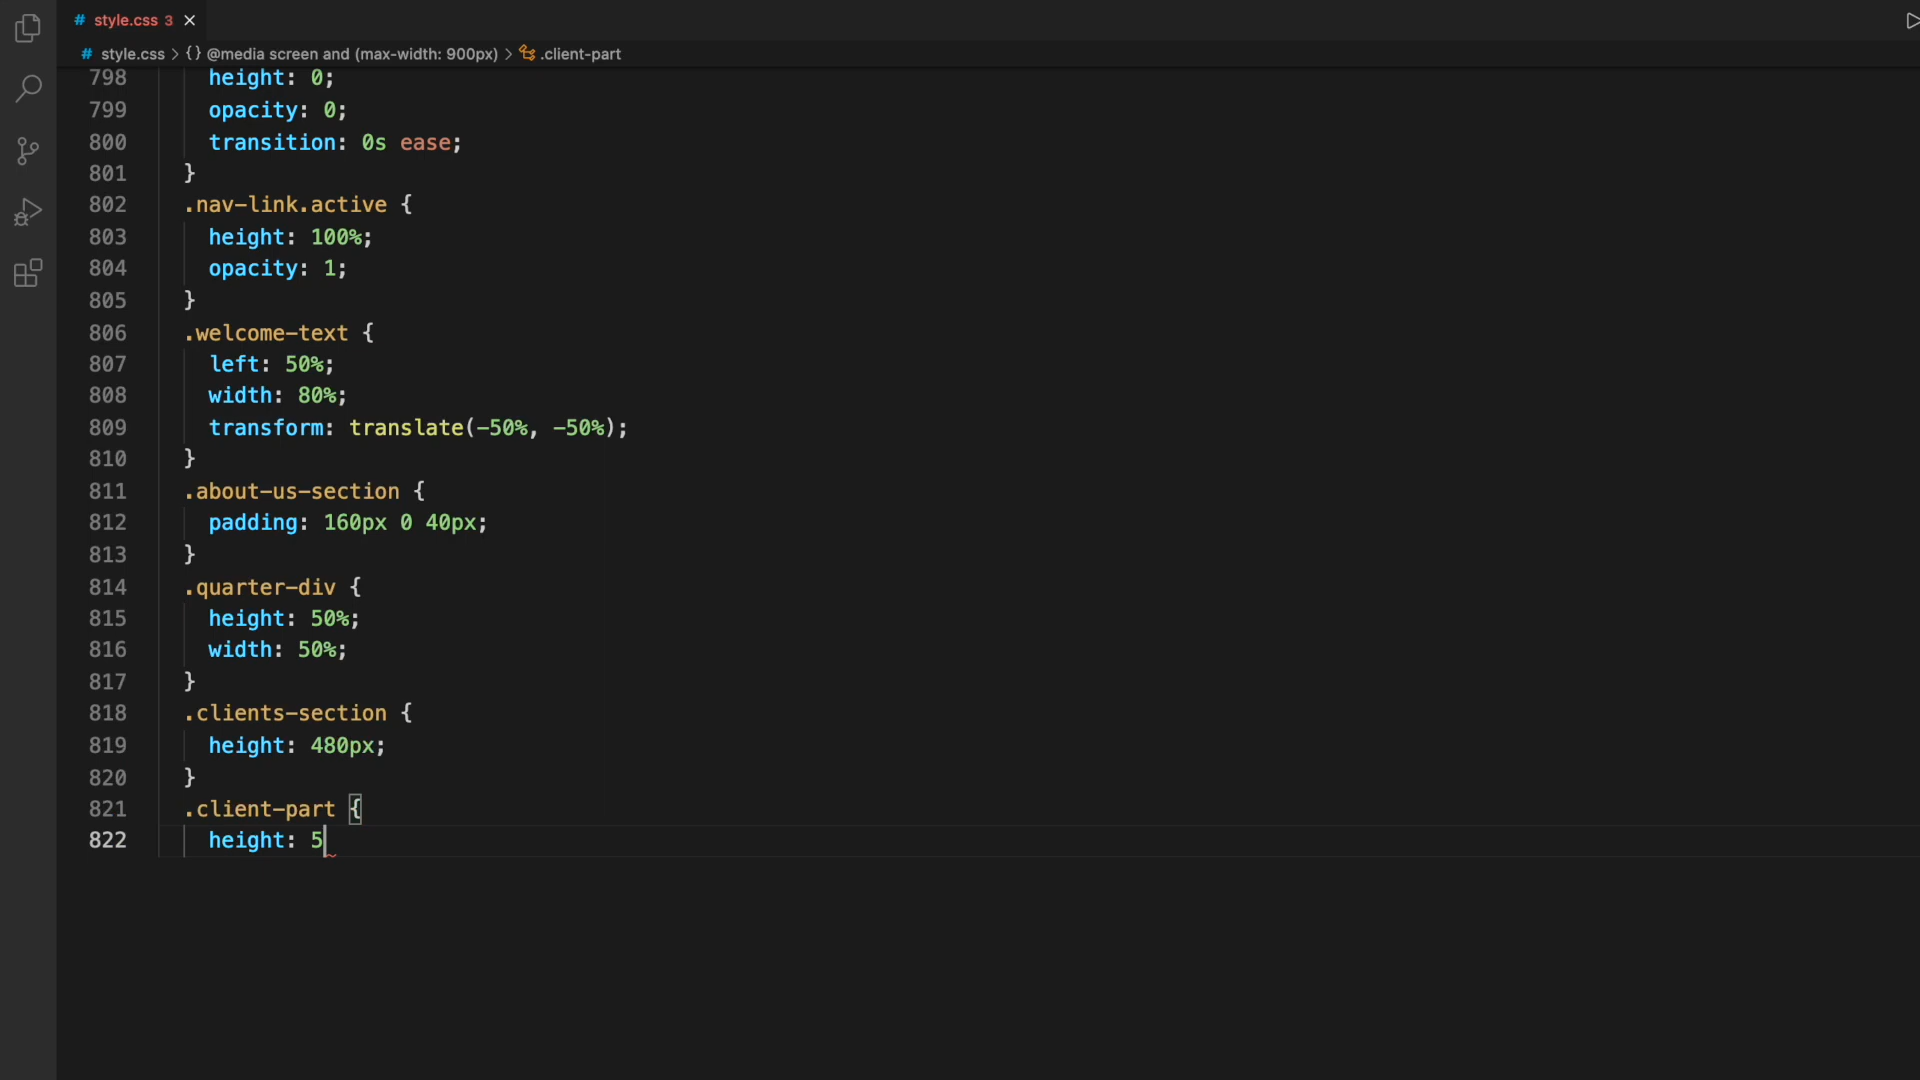 # style.css 3 ×
# style.css > {} @media screen and (max-width: 900px) > .client-part
798 height: 0;
799 opacity: 0;
800 transition: 0s ease;
801 }
802 .nav-link.active {
803 height: 100%;
804 opacity: 1;
805 }
806 .welcome-text {
807 left: 50%;
808 width: 80%;
809 transform: translate(-50%, -50%);
810 }
811 .about-us-section {
812 padding: 160px 0 40px;
813 }
814 .quarter-div {
815 height: 50%;
816 width: 50%;
817 }
818 .clients-section {
819 height: 480px;
820 }
821 .client-part {
822 height: 5